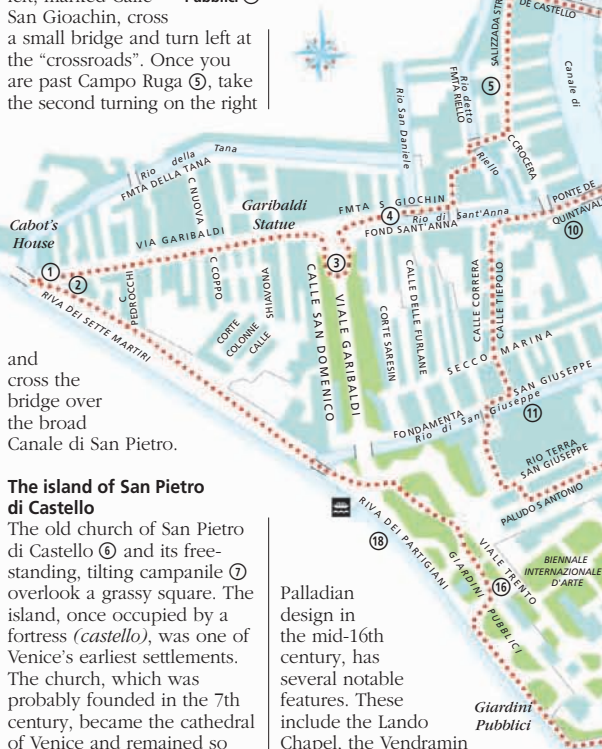 left, marked Calle
San Gioachin, cross
a small bridge and turn left at
the “crossroads”. Once you
are past Campo Ruga ⑤, take
the second turning on the right
and
cross the
bridge over
the broad
Canale di San Pietro.
The island of San Pietro
di Castello
The old church of San Pietro
di Castello ⑥ and its free-
standing, tilting campanile ⑦
overlook a grassy square. The
island, once occupied by a
fortress (castello), was one of
Venice’s earliest settlements.
The church, which was
probably founded in the 7th
century, became the cathedral
of Venice and remained so
Palladian
design in
the mid-16th
century, has
several notable
features. These
include the Lando
Chapel, the Vendramin
SALIZZADA STR
DE CASTELLO
Canale di
⑤
FMTA RIELLO
Rio detto
Riello
Rio San Daniele
C CROCERA
PONTE DE
QUINTAVAL
⑩
Rio della Tana
FMTA DELLA TANA
C NUOVA
Garibaldi
Statue
FMTA S GIOCHIN
④
Rio di Sant'Anna
FOND SANT'ANNA
Cabot's
House
①
②
VIA GARIBALDI
③
C PEDROCCHI
C COPPO
SHIAVONA
CORTE
COLONNE
CALLE
RIVA DEI SETTE MARTIRI
CALLE SAN DOMENICO
VIALE GARIBALDI
CORTE SARESIN
CALLE DELLE FURLANE
CALLE CORRERA
CALLE TIEPOLO
SECCO MARINA
SAN GIUSEPPE
FONDAMENTA
Rio di San Giuseppe
⑪
RIO TERRA
SAN GIUSEPPE
PALUDO S ANTONIO
RIVA DEI PARTIGIANI
⑱
VIALE TRENTO
⑯
GIARDINI PUBBLICI
BIENNALE
INTERNAZIONALE
D'ARTE
Giardini
Pubblici